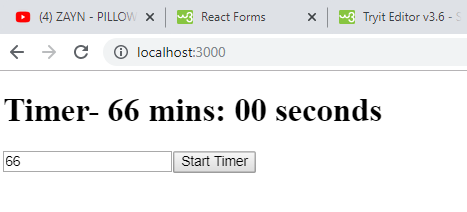 (4) ZAYN - PILLOW
React Forms
Tryit Editor v3.6 - S
localhost:3000
Timer- 66 mins: 00 seconds
66
Start Timer